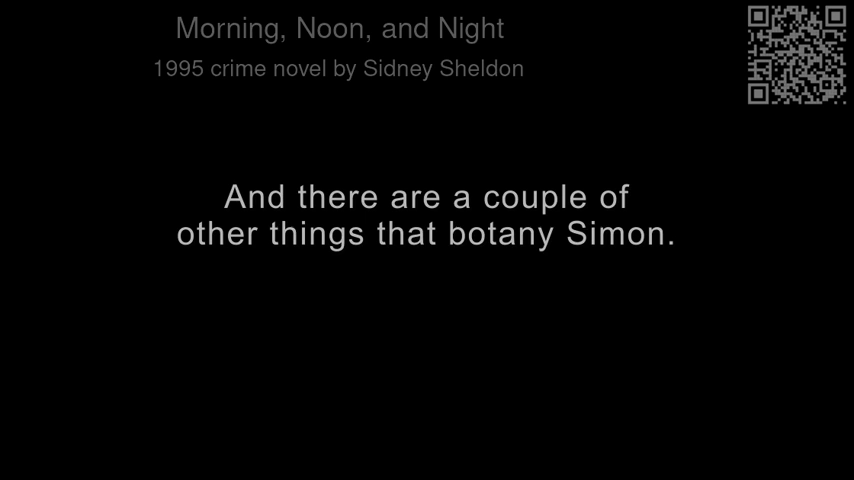 Morning, Noon, and Night
1995 crime novel by Sidney Sheldon
And there are a couple of
other things that botany Simon.